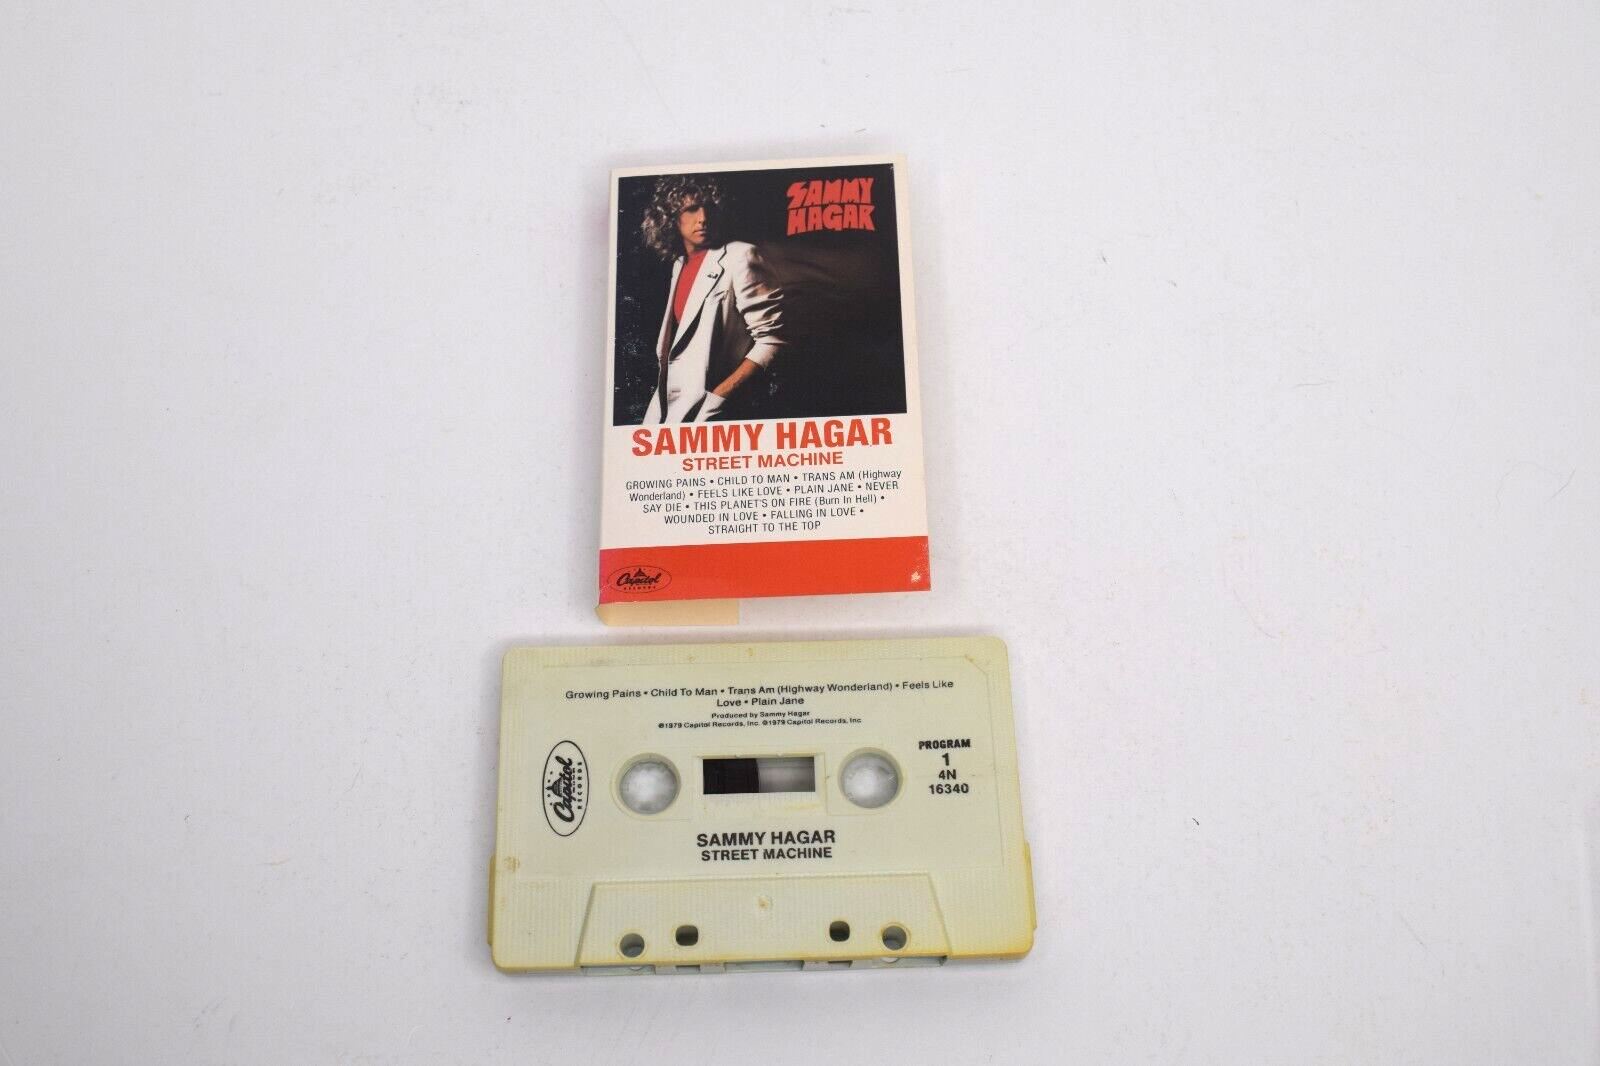 SAMMY
HAGAR
SAMMY HAGAR
STREET MACHINE
GROWING PAINS • CHILD TO MAN • TRANS AM (Highway
Wonderland) • FEELS LIKE LOVE • PLAIN JANE • NEVER
SAY DIE • THIS PLANET'S ON FIRE (Burn In Hell) •
WOUNDED IN LOVE • FALLING IN LOVE •
STRAIGHT TO THE TOP
Capitol
RECORDS
Growing Pains • Child To Man • Trans Am (Highway Wonderland) • Feels Like
Love • Plain Jane
Produced by Sammy Hagar
℗1979 Capitol Records, Inc. ©1979 Capitol Records, Inc
Capitol
RECORDS
PROGRAM
1
4N
16340
SAMMY HAGAR
STREET MACHINE